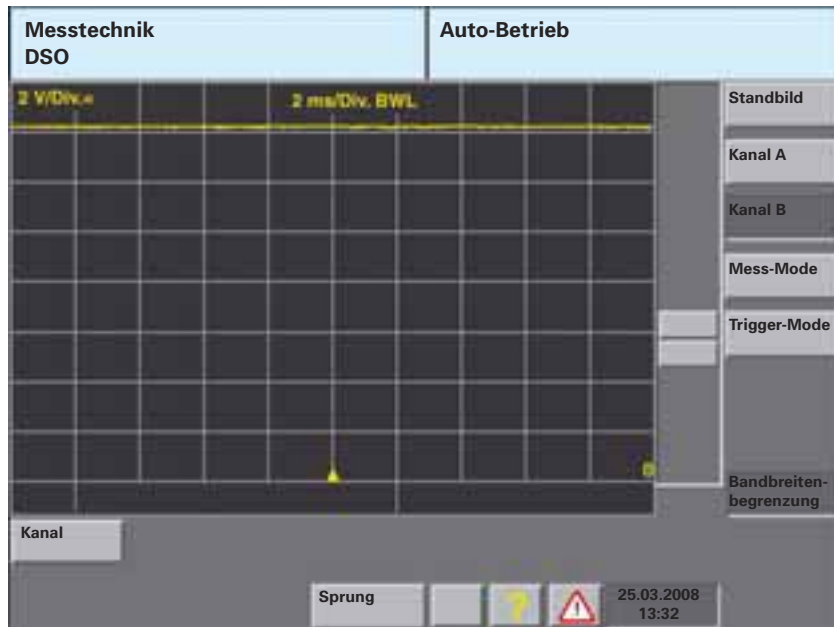 Messtechnik
DSO
Auto-Betrieb
2 V/Div.=
2 ms/Div. BWL
Standbild
Kanal A
Kanal B
Mess-Mode
Trigger-Mode
0
Bandbreiten-
begrenzung
Kanal
Sprung
?
!
25.03.2008
13:32